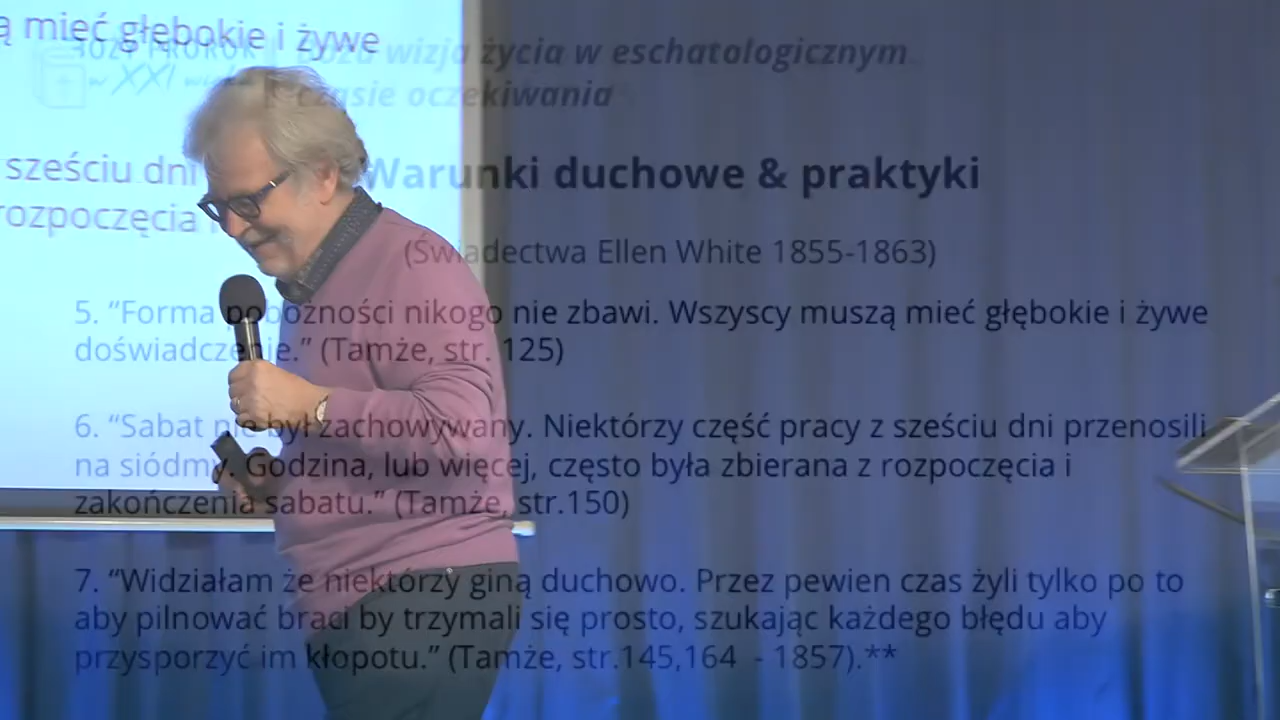 ą mieć głębokie i żywe
BOŻY PROROK
w XXI wieku
Boża wizja życia w eschatologicznym
czasie oczekiwania
sześciu dni
rozpoczęcia
Warunki duchowe & praktyki
(Świadectwa Ellen White 1855-1863)
5. “Forma pobożności nikogo nie zbawi. Wszyscy muszą mieć głębokie i żywe
doświadczenie.” (Tamże, str. 125)
6. “Sabat nie był zachowywany. Niektórzy część pracy z sześciu dni przenosili
na siódmy. Godzina, lub więcej, często była zbierana z rozpoczęcia i
zakończenia sabatu.” (Tamże, str.150)
7. “Widziałam że niektórzy giną duchowo. Przez pewien czas żyli tylko po to
aby pilnować braci by trzymali się prosto, szukając każdego błędu aby
przysporzyć im kłopotu.” (Tamże, str.145,164 - 1857).**